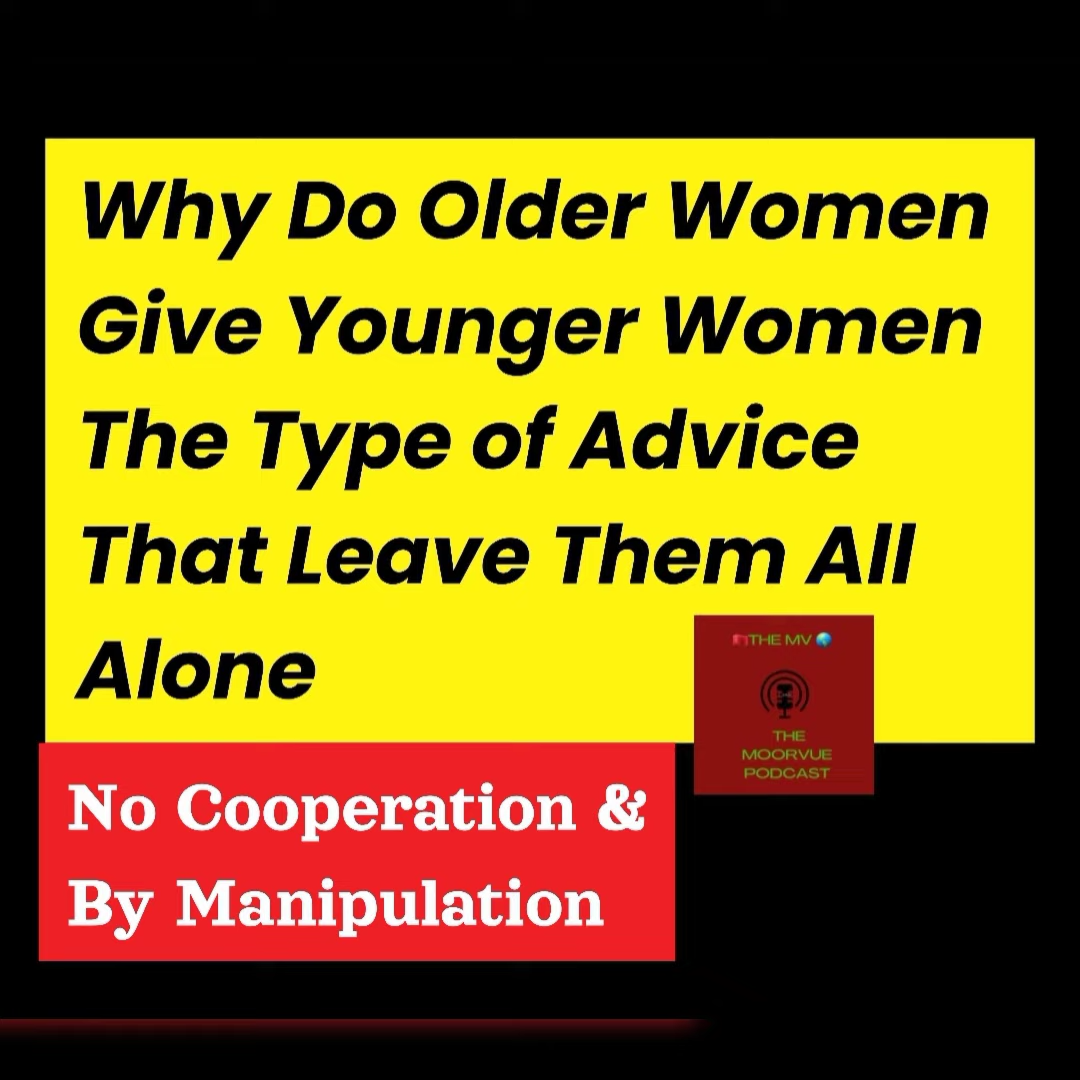 Why Do Older Women
Give Younger Women
The Type of Advice
That Leave Them All
Alone
THE MV
THE
MOORVUE
PODCAST
No Cooperation &
By Manipulation